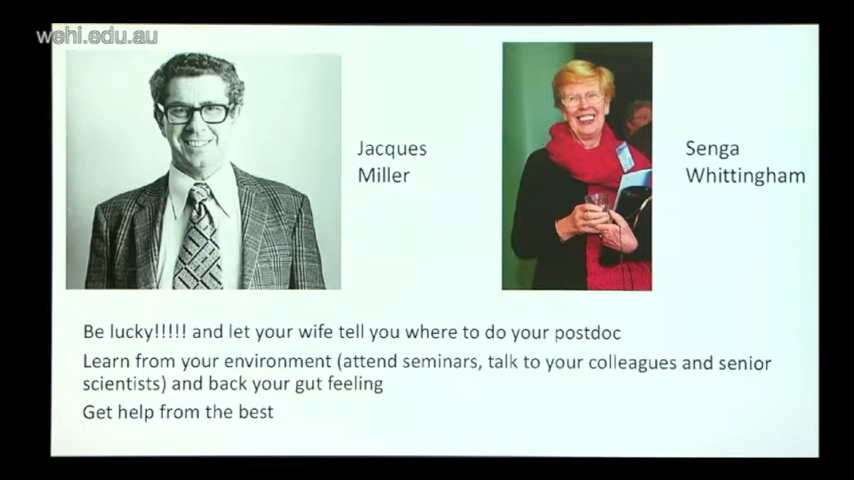 wehi.edu.au
Jacques
Miller
Senga
Whittingham
Be lucky!!!!! and let your wife tell you where to do your postdoc
Learn from your environment (attend seminars, talk to your colleagues and senior
scientists) and back your gut feeling
Get help from the best